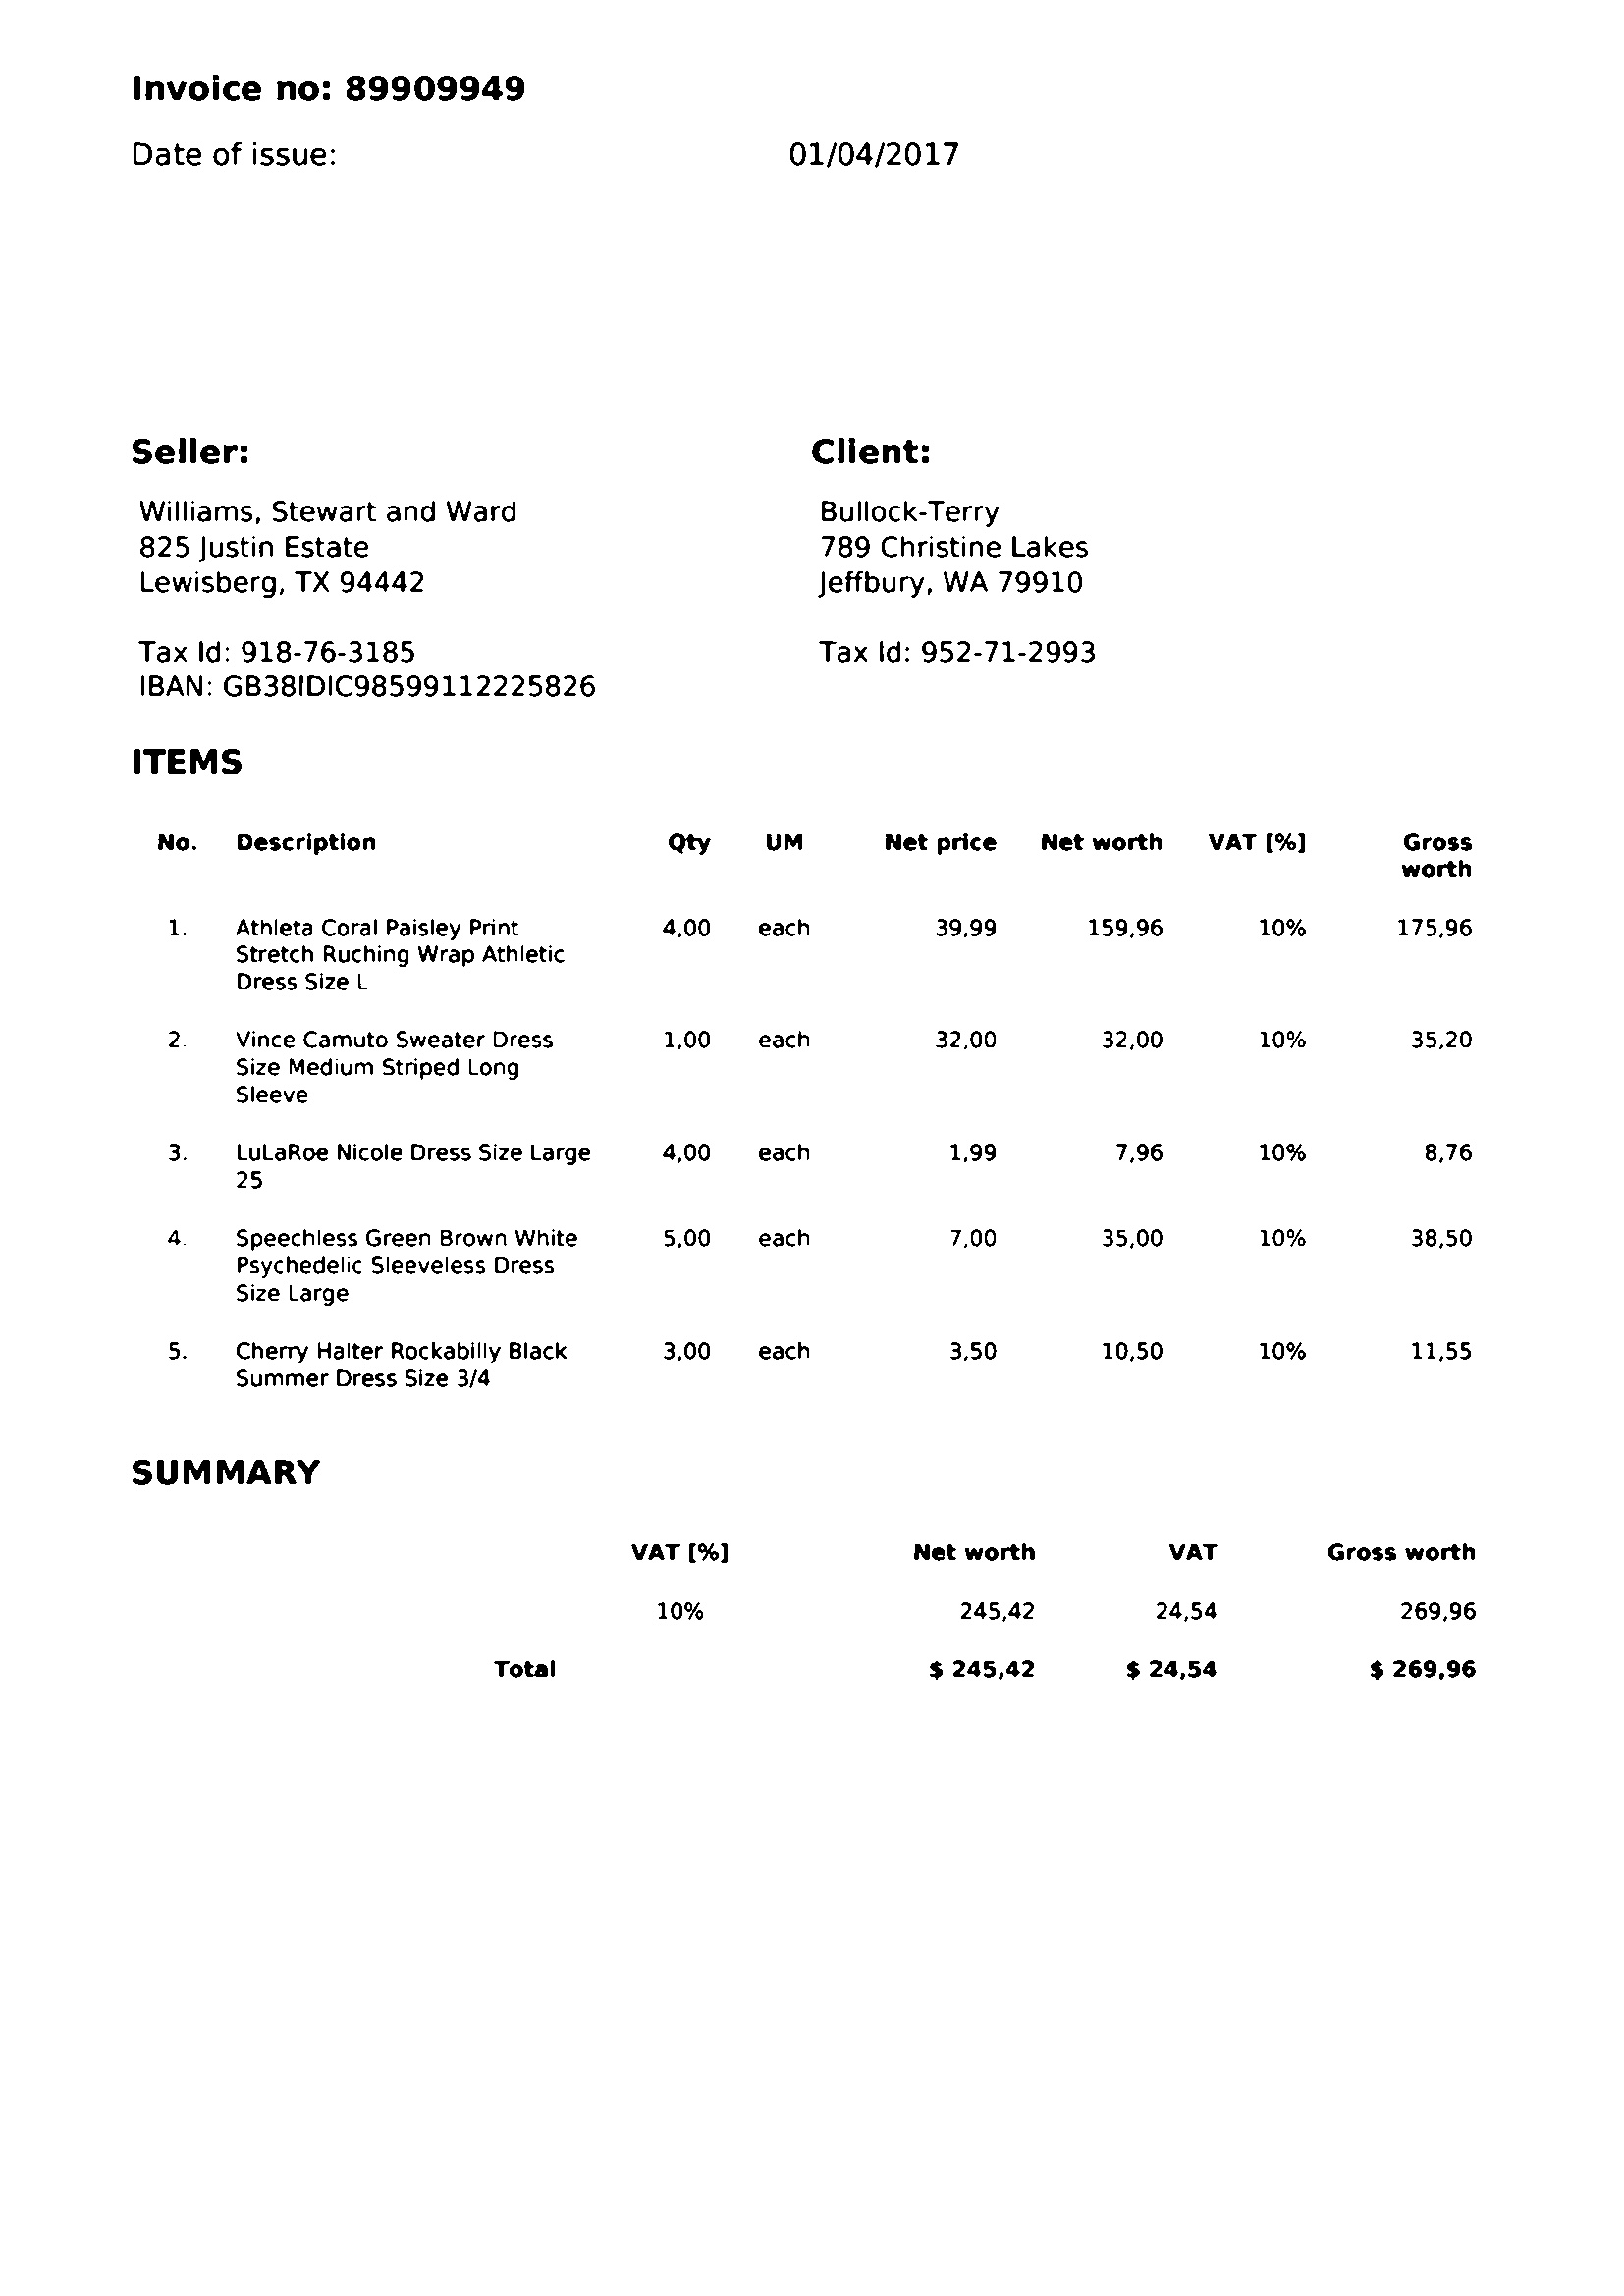 Invoice no: 89909949
Date of issue: 01/04/2017
Seller:
Williams, Stewart and Ward
825 Justin Estate
Lewisberg, TX 94442
Tax Id: 918-76-3185
IBAN: GB38IDIC98599112225826
Client:
Bullock-Terry
789 Christine Lakes
Jeffbury, WA 79910
Tax Id: 952-71-2993
ITEMS
No. Description Qty UM Net price Net worth VAT [%] Gross
worth
1. Athleta Coral Paisley Print 4,00 each 39,99 159,96 10% 175,96
Stretch Ruching Wrap Athletic
Dress Size L
2. Vince Camuto Sweater Dress 1,00 each 32,00 32,00 10% 35,20
Size Medium Striped Long
Sleeve
3. LuLaRoe Nicole Dress Size Large 4,00 each 1,99 7,96 10% 8,76
25
4. Speechless Green Brown White 5,00 each 7,00 35,00 10% 38,50
Psychedelic Sleeveless Dress
Size Large
5. Cherry Halter Rockabilly Black 3,00 each 3,50 10,50 10% 11,55
Summer Dress Size 3/4
SUMMARY
VAT [%] Net worth VAT Gross worth
10% 245,42 24,54 269,96
Total $ 245,42 $ 24,54 $ 269,96